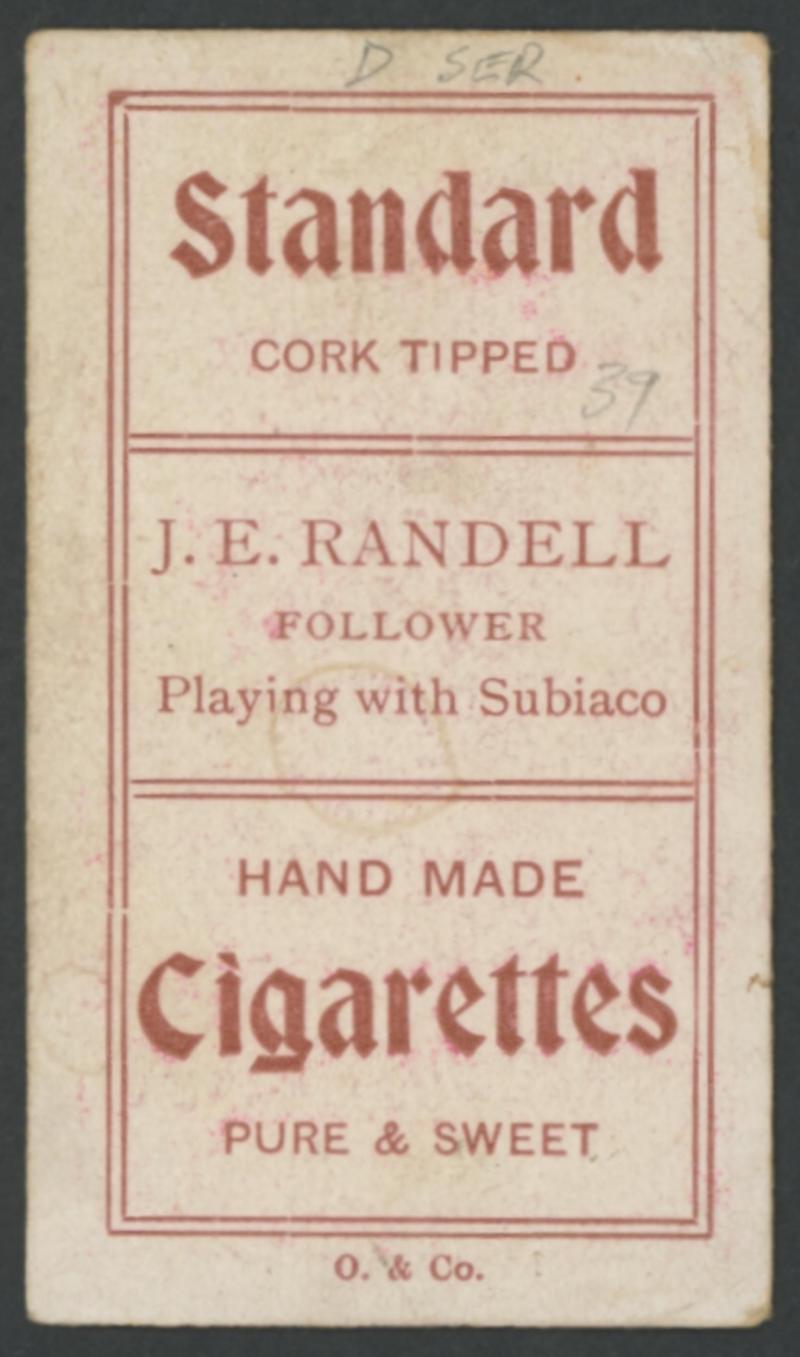 D SER
Standard
CORK TIPPED
39
J. E. RANDELL
FOLLOWER
Playing with Subiaco
HAND MADE
Cigarettes
PURE & SWEET
O. & Co.